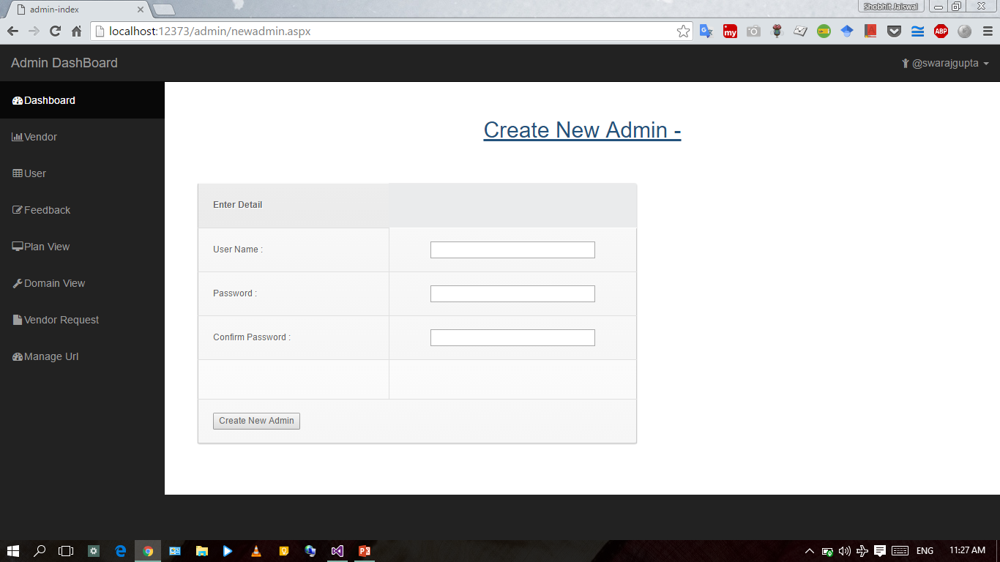 admin-index
Shobhit Jaiswal
localhost:12373/admin/newadmin.aspx
my
ABP
Admin DashBoard
@swarajgupta
Dashboard
Vendor
User
Feedback
Plan View
Domain View
Vendor Request
Manage Url
Create New Admin -
Enter Detail
User Name :
Password :
Confirm Password :
Create New Admin
ENG
11:27 AM